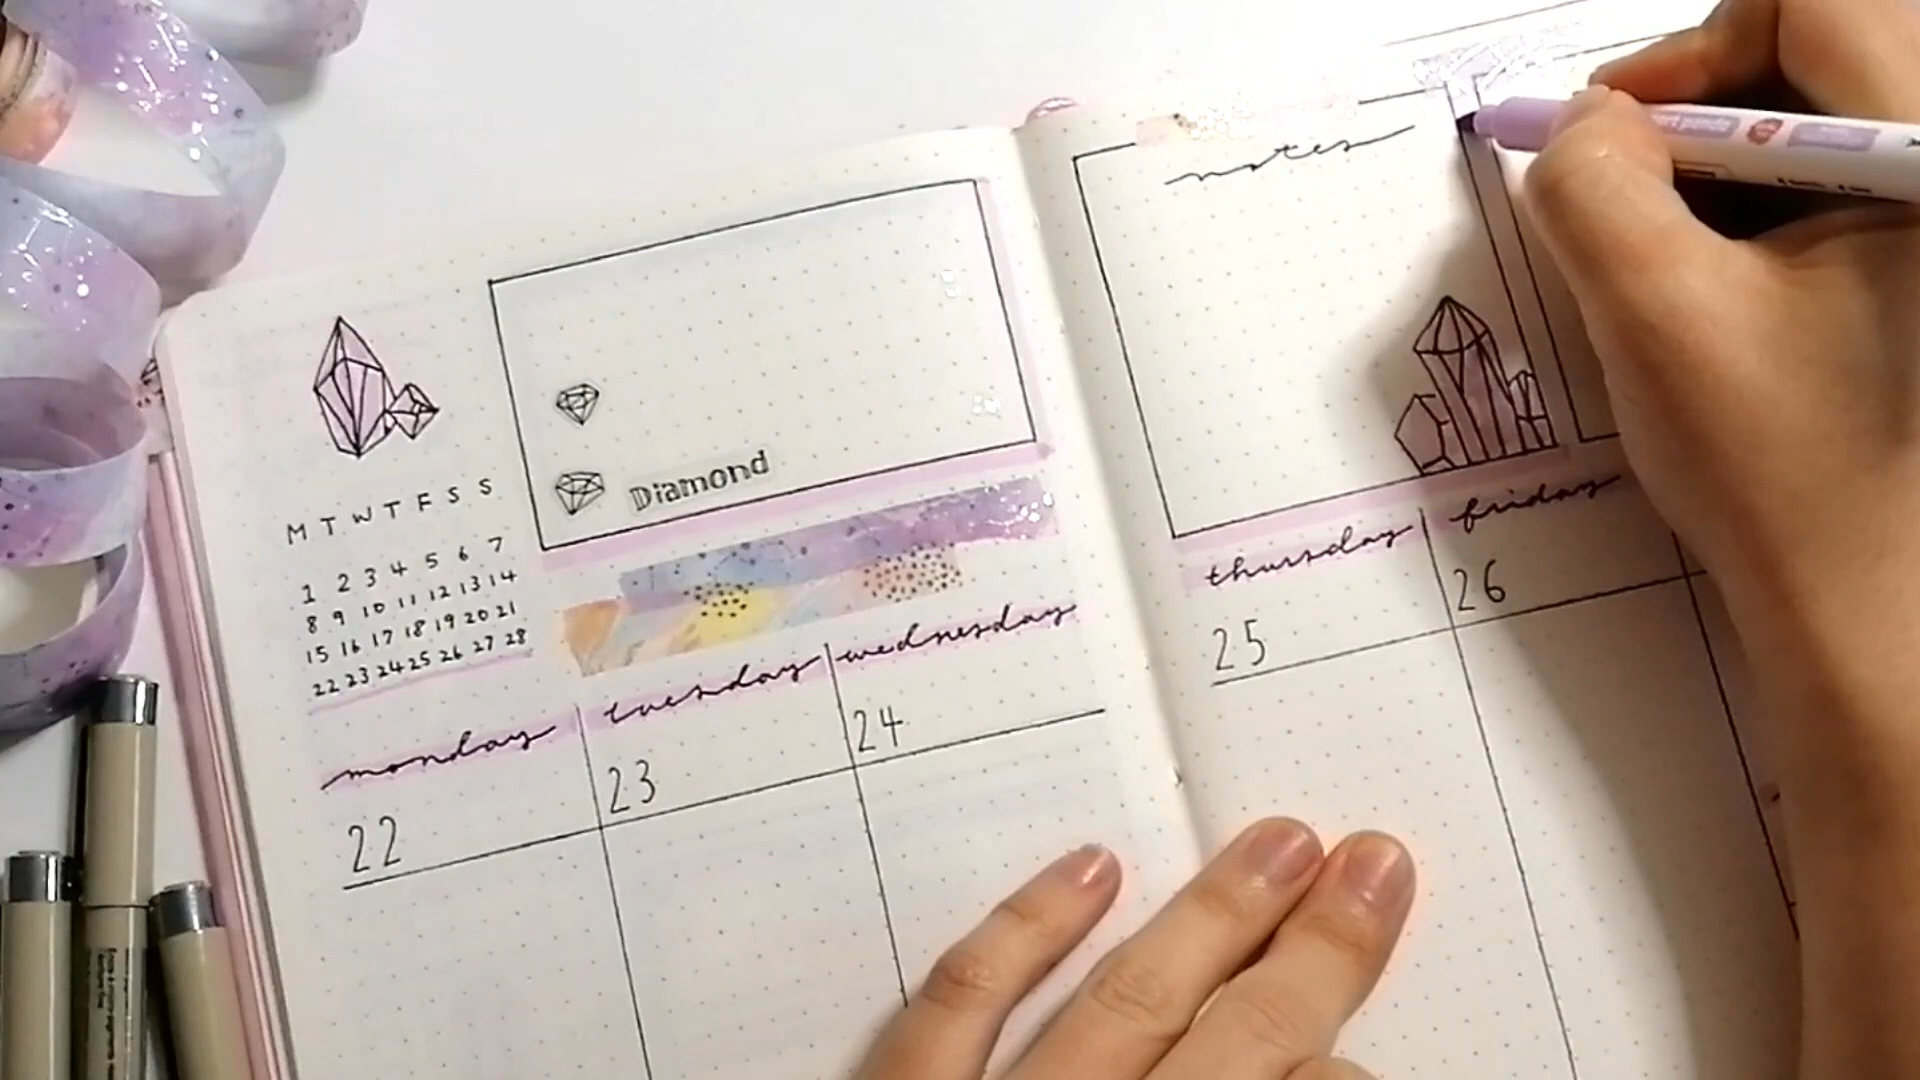 notes
Diamond
M T W T F S S
1 2 3 4 5 6 7
8 9 10 11 12 13 14
15 16 17 18 19 20 21
22 23 24 25 26 27 28
monday tuesday wednesday thursday friday
22 23 24 25 26